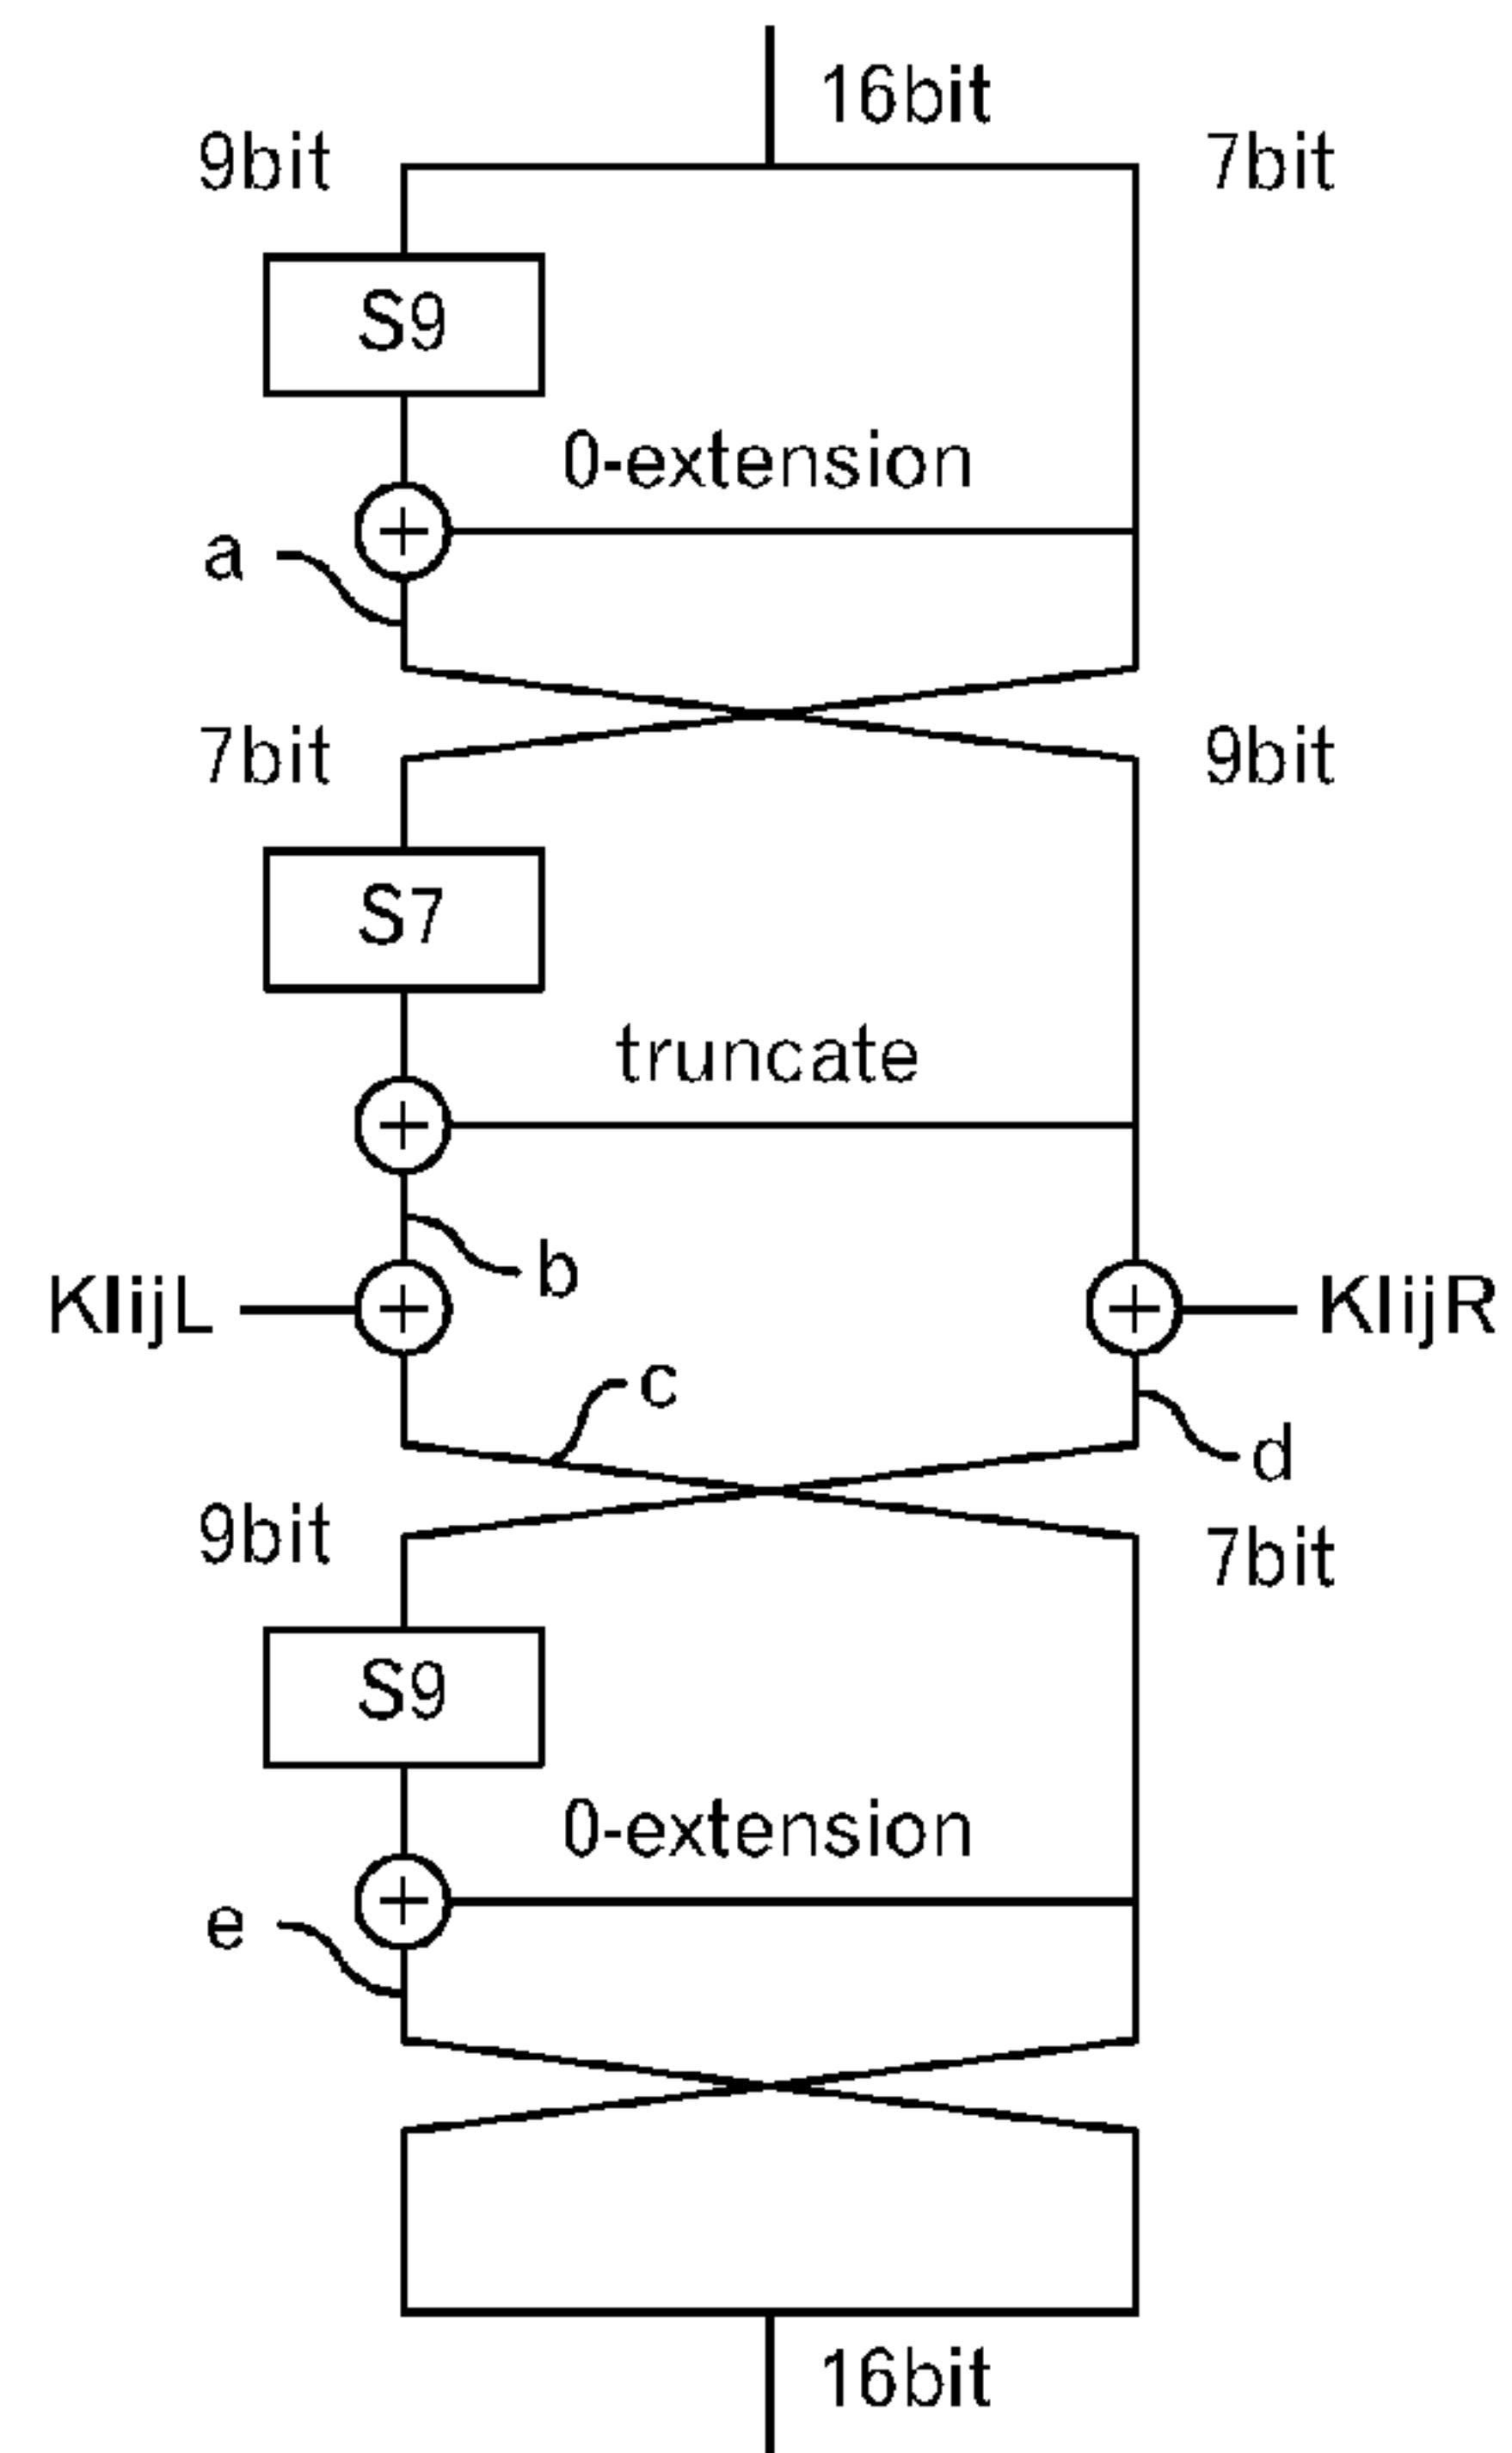 16bit
9bit
7bit
S9
0-extension
a
7bit
9bit
S7
truncate
b
KIijL
KIijR
c
d
9bit
7bit
S9
0-extension
e
16bit